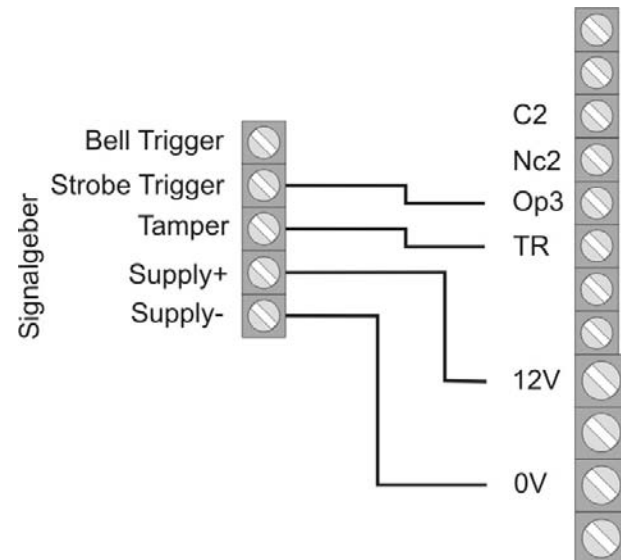 Signalgeber
Bell Trigger
Strobe Trigger
Tamper
Supply+
Supply-
C2
Nc2
Op3
TR
12V
0V